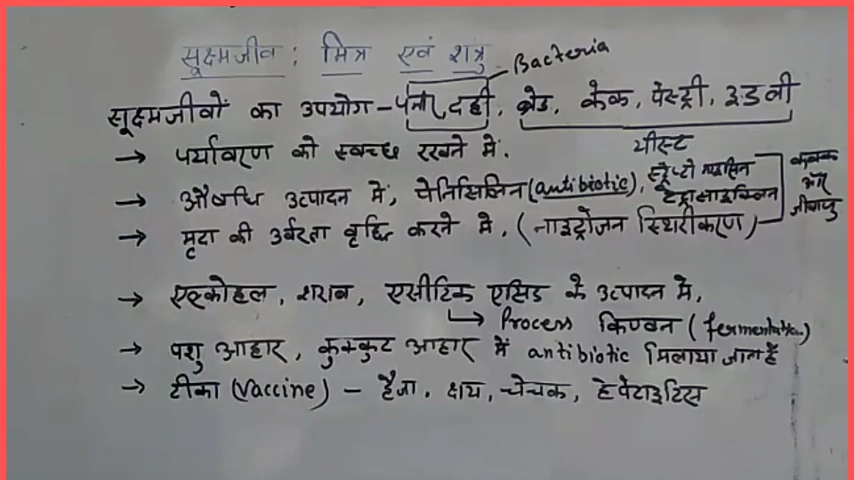 सूक्ष्मजीव : मित्र एवं शत्रु
Bacteria
सूक्ष्मजीवों का उपयोग – पनीर, दही, ब्रेड, केक, पेस्ट्री, इडली
यीस्ट
→ पर्यावरण को स्वच्छ रखने में.
→ औषधि उत्पादन में, पेनिसिलिन (antibiotic), स्ट्रेप्टोमाइसिन
टेट्रासाइक्लिन
कवक और जीवाणु
→ मृदा की उर्वरता वृद्धि करने में, (नाइट्रोजन स्थिरीकरण)
→ एल्कोहल, शराब, एसीटिक एसिड के उत्पादन में,
↳ Process किण्वन (fermentation)
→ पशु आहार, कुक्कुट आहार में antibiotic मिलाया जाता है
→ टीका (Vaccine) – हैजा, क्षय, चेचक, हेपेटाइटिस